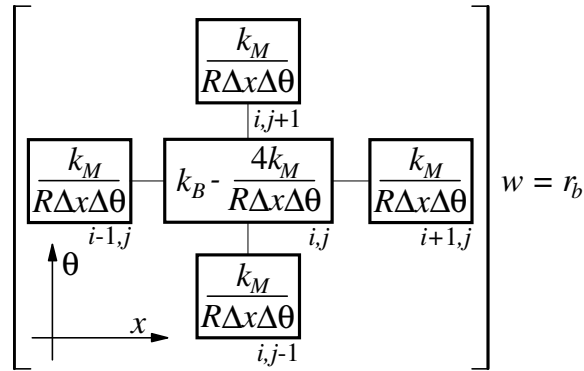 k_M
RΔxΔθ
i,j+1
k_M
RΔxΔθ
i-1,j
k_B - 4k_M
RΔxΔθ
i,j
k_M
RΔxΔθ
i+1,j
w = r_b
θ
x
k_M
RΔxΔθ
i,j-1